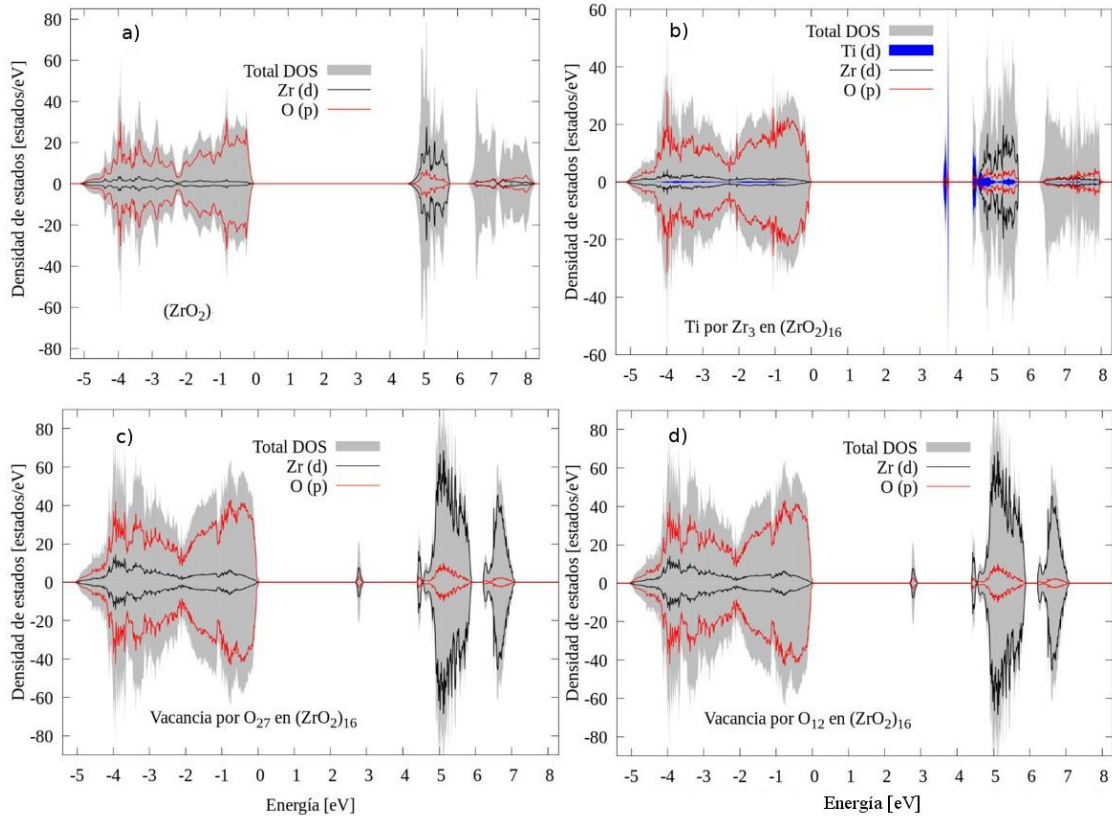 a)
Total DOS
Zr (d)
O (p)
(ZrO₂)
Densidad de estados [estados/eV]
80
60
40
20
0
-20
-40
-60
-80
-5 -4 -3 -2 -1 0 1 2 3 4 5 6 7 8
b)
Total DOS
Ti (d)
Zr (d)
O (p)
Ti por Zr₃ en (ZrO₂)₁₆
Densidad de estados [estados/eV]
60
40
20
0
-20
-40
-60
-5 -4 -3 -2 -1 0 1 2 3 4 5 6 7 8
c)
Total DOS
Zr (d)
O (p)
Vacancia por O₂₇ en (ZrO₂)₁₆
Densidad de estados [estados/eV]
80
60
40
20
0
-20
-40
-60
-80
-5 -4 -3 -2 -1 0 1 2 3 4 5 6 7 8
Energía [eV]
d)
Total DOS
Zr (d)
O (p)
Vacancia por O₁₂ en (ZrO₂)₁₆
Densidad de estados [estados/eV]
80
60
40
20
0
-20
-40
-60
-80
-5 -4 -3 -2 -1 0 1 2 3 4 5 6 7 8
Energía [eV]